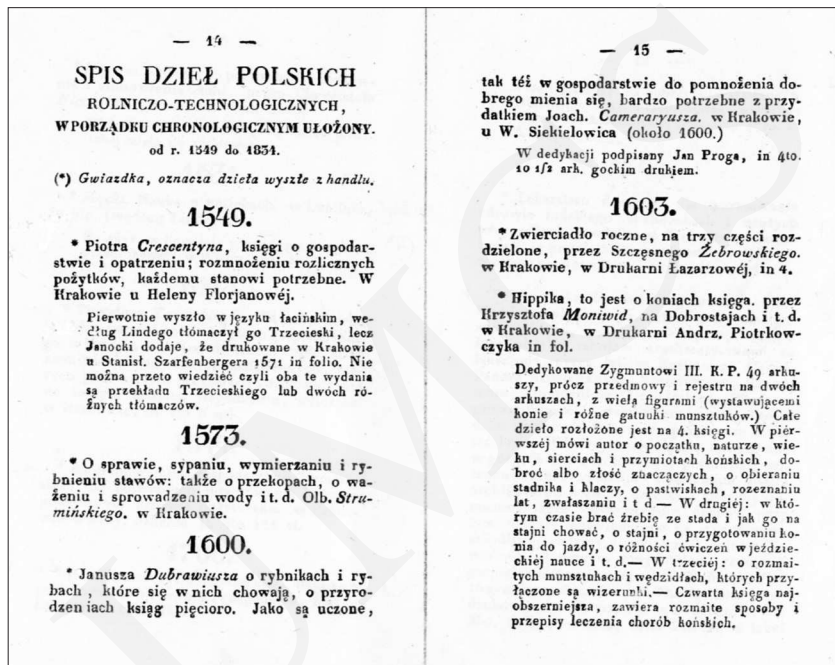 — 14 —
SPIS DZIEŁ POLSKICH
ROLNICZO-TECHNOLOGICZNYCH,
W PORZĄDKU CHRONOLOGICZNYM UŁOŻONY.
od r. 1549 do 1834.
(*) Gwiazdka, oznacza dzieła wyszłe z handlu.
1549.
* Piotra Crescentyna, księgi o gospodar-
stwie i opatrzeniu; rozmnożeniu rozlicznych
pożytków, każdemu stanowi potrzebne. W
Krakowie u Heleny Florjanowéj.
Pierwotnie wyszło w języku łacińskim, we-
dług Lindego tłómaczył go Trzecieski, lecz
Janocki dodaje, że drukowane w Krakowie
u Stanisł. Szarfenbergera 1571 in folio. Nie
można przeto wiedziéć czyli oba te wydania
są przekładu Trzecieskiego lub dwóch ró-
żnych tłómaczów.
1573.
* O sprawie, sypaniu, wymierzaniu i ry-
bnieniu stawów: także o przekopach, o wa-
żeniu i sprowadzeniu wody i t. d. Olb. Stru-
mińskiego. w Krakowie.
1600.
* Janusza Dubrawiusza o rybnikach i ry-
bach , które się w nich chowają, o przyro-
dzen iach ksiąg pięcioro. Jako są uczone,
— 15 —
tak téż w gospodarstwie do pomnożenia do-
brego mienia się, bardzo potrzebne z przy-
datkiem Joach. Cameraryusza. w Krakowie,
u W. Siekielowica (około 1600.)
W dedykacji podpisany Jan Proga, in 4to.
10 1/2 ark. gockim drukiem.
1603.
* Zwierciadło roczne, na trzy części roz-
dzielone, przez Szczęsnego Żebrowskiego.
w Krakowie, w Drukarni Łazarzowéj, in 4.
* Hippika, to jest o koniach księga. przez
Krzysztofa Moniwid, na Dobrostajach i t. d.
w Krakowie, w Drukarni Andrz. Piotrkow-
czyka in fol.
Dedykowane Zygmuntowi III. K. P. 49 arku-
szy, prócz przedmowy i rejestru na dwóch
arkuszach, z wielą figurami (wystawującemi
konie i różne gatunki munsztuków.) Całe
dzieło rozłożone jest na 4. księgi. W piér-
wszéj mówi autor o początku, naturze, wie-
ku, sierciach i przymiotach końskich, do-
broć albo złość znaczących, o obieraniu
stadnika i klaczy, o pastwiskach, rozeznaniu
lat, zwałaszaniu i t d — W drugiéj: w któ-
rym czasie brać źrebię ze stada i jak go na
stajni chować, o stajni, o przygotowaniu ko-
nia do jazdy, o różności ćwiczeń w jeździe-
ckiéj nauce i t. d.— W trzeciéj: o rozmai-
tych munsztukach i wędzidłach, których przy-
łączone są wizerunki.— Czwarta księga naj-
obszerniejsza, zawiera rozmaite sposoby i
przepisy leczenia chorób końskich.
UMCS